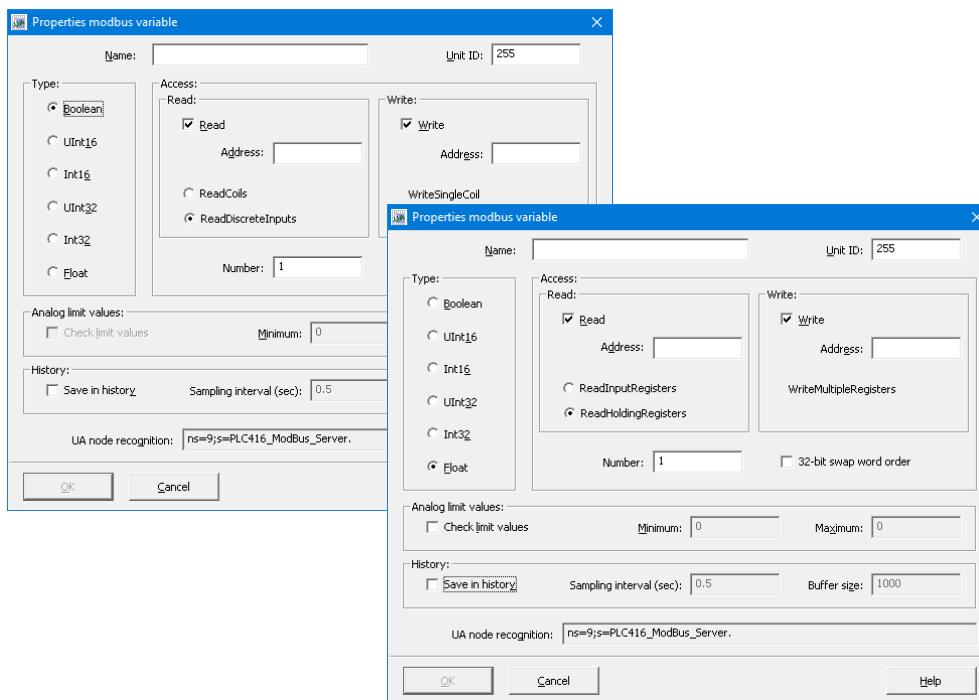 Properties modbus variable
Name: Unit ID: 255
Type: Access:
Read: Write:
Boolean Read Write
UInt16 Address: Address:
Int16 ReadCoils WriteSingleCoil
UInt32 ReadDiscreteInputs
Int32
Float Number: 1
Analog limit values:
Check limit values Minimum: 0
History:
Save in history Sampling interval (sec): 0.5
UA node recognition: ns=9;s=PLC416_ModBus_Server.
OK Cancel
Properties modbus variable
Name: Unit ID: 255
Type: Access:
Read: Write:
Boolean Read Write
UInt16 Address: Address:
Int16 ReadInputRegisters WriteMultipleRegisters
UInt32 ReadHoldingRegisters
Int32
Float Number: 1 32-bit swap word order
Analog limit values:
Check limit values Minimum: 0 Maximum: 0
History:
Save in history Sampling interval (sec): 0.5 Buffer size: 1000
UA node recognition: ns=9;s=PLC416_ModBus_Server.
OK Cancel Help